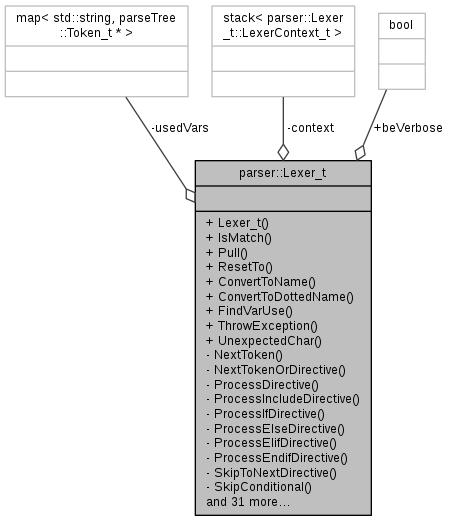 map< std::string, parseTree
::Token_t * >
stack< parser::Lexer
_t::LexerContext_t >
bool
-usedVars
-context
+beVerbose
parser::Lexer_t
+ Lexer_t()
+ IsMatch()
+ Pull()
+ ResetTo()
+ ConvertToName()
+ ConvertToDottedName()
+ FindVarUse()
+ ThrowException()
+ UnexpectedChar()
- NextToken()
- NextTokenOrDirective()
- ProcessDirective()
- ProcessIncludeDirective()
- ProcessIfDirective()
- ProcessElseDirective()
- ProcessElifDirective()
- ProcessEndifDirective()
- SkipToNextDirective()
- SkipConditional()
and 31 more...